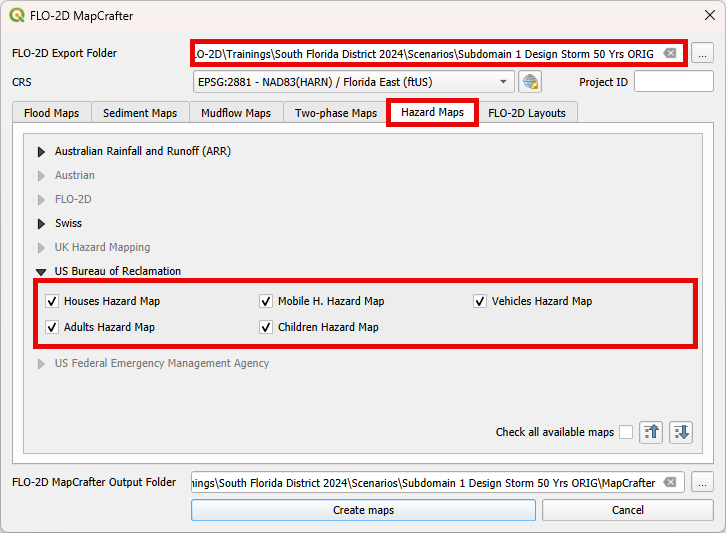 FLO-2D MapCrafter
FLO-2D Export Folder
LO-2D\Trainings\South Florida District 2024\Scenarios\Subdomain 1 Design Storm 50 Yrs ORIG
...
CRS
EPSG:2881 - NAD83(HARN) / Florida East (ftUS)
Project ID
Flood Maps
Sediment Maps
Mudflow Maps
Two-phase Maps
Hazard Maps
FLO-2D Layouts
Australian Rainfall and Runoff (ARR)
Austrian
FLO-2D
Swiss
UK Hazard Mapping
US Bureau of Reclamation
Houses Hazard Map
Mobile H. Hazard Map
Vehicles Hazard Map
Adults Hazard Map
Children Hazard Map
US Federal Emergency Management Agency
Check all available maps
FLO-2D MapCrafter Output Folder
nings\South Florida District 2024\Scenarios\Subdomain 1 Design Storm 50 Yrs ORIG\MapCrafter
...
Create maps
Cancel